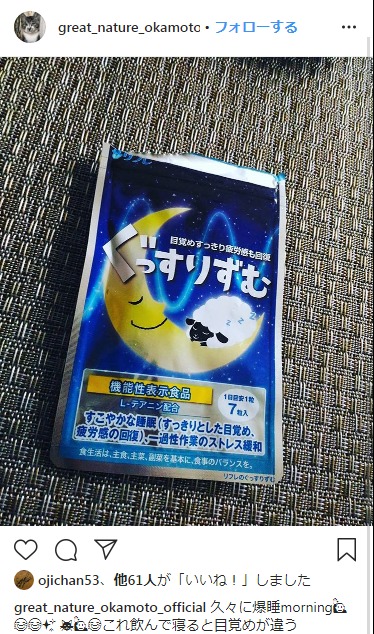 great_nature_okamoto • フォローする
リフレ
目覚めすっきり疲労感も回復
ぐっすりずむ
z z z
機能性表示食品
L-テアニン配合
1日目安1粒
7粒入
すこやかな睡眠(すっきりとした目覚め、
疲労感の回復)、一過性作業のストレス緩和
食生活は、主食、主菜、副菜を基本に、食事のバランスを。
リフレのぐっすりずむ
ojichan53、他61人が「いいね！」しました
great_nature_okamoto_official 久々に爆睡morning
これ飲んで寝ると目覚めが違う